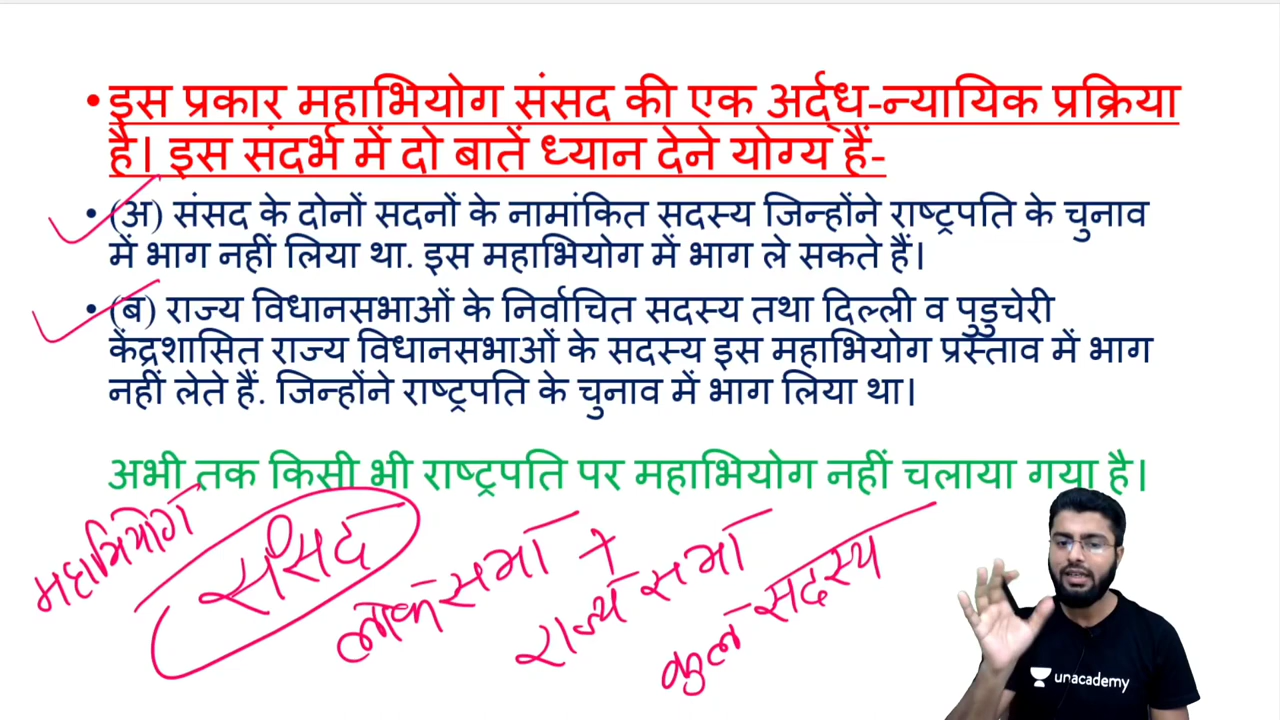 • इस प्रकार महाभियोग संसद की एक अर्द्ध-न्यायिक प्रक्रिया
है। इस संदर्भ में दो बातें ध्यान देने योग्य हैं-
• (अ) संसद के दोनों सदनों के नामांकित सदस्य जिन्होंने राष्ट्रपति के चुनाव
में भाग नहीं लिया था. इस महाभियोग में भाग ले सकते हैं।
• (ब) राज्य विधानसभाओं के निर्वाचित सदस्य तथा दिल्ली व पुडुचेरी
केंद्रशासित राज्य विधानसभाओं के सदस्य इस महाभियोग प्रस्ताव में भाग
नहीं लेते हैं. जिन्होंने राष्ट्रपति के चुनाव में भाग लिया था।
अभी तक किसी भी राष्ट्रपति पर महाभियोग नहीं चलाया गया है।
महाभियोग
संसद
लोकसभा +
राज्यसभा
कुल सदस्य
unacademy